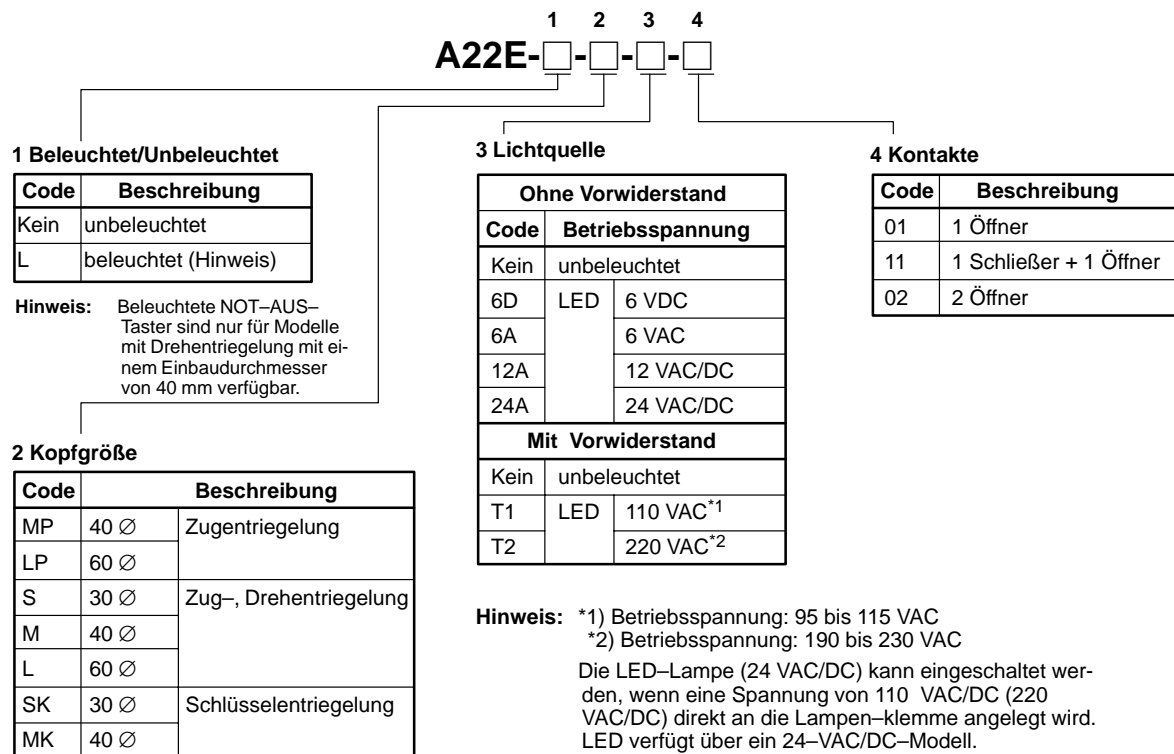 1 2 3 4
A22E-□-□-□-□
1 Beleuchtet/Unbeleuchtet
Code Beschreibung
Kein unbeleuchtet
L beleuchtet (Hinweis)
Hinweis: Beleuchtete NOT–AUS–
Taster sind nur für Modelle
mit Drehentriegelung mit ei-
nem Einbaudurchmesser
von 40 mm verfügbar.
2 Kopfgröße
Code Beschreibung
MP 40 ∅ Zugentriegelung
LP 60 ∅
S 30 ∅ Zug–, Drehentriegelung
M 40 ∅
L 60 ∅
SK 30 ∅ Schlüsselentriegelung
MK 40 ∅
3 Lichtquelle
Ohne Vorwiderstand
Code Betriebsspannung
Kein unbeleuchtet
6D LED 6 VDC
6A 6 VAC
12A 12 VAC/DC
24A 24 VAC/DC
Mit Vorwiderstand
Kein unbeleuchtet
T1 LED 110 VAC*1
T2 220 VAC*2
Hinweis: *1) Betriebsspannung: 95 bis 115 VAC
*2) Betriebsspannung: 190 bis 230 VAC
Die LED–Lampe (24 VAC/DC) kann eingeschaltet wer-
den, wenn eine Spannung von 110 VAC/DC (220
VAC/DC) direkt an die Lampen–klemme angelegt wird.
LED verfügt über ein 24–VAC/DC–Modell.
4 Kontakte
Code Beschreibung
01 1 Öffner
11 1 Schließer + 1 Öffner
02 2 Öffner